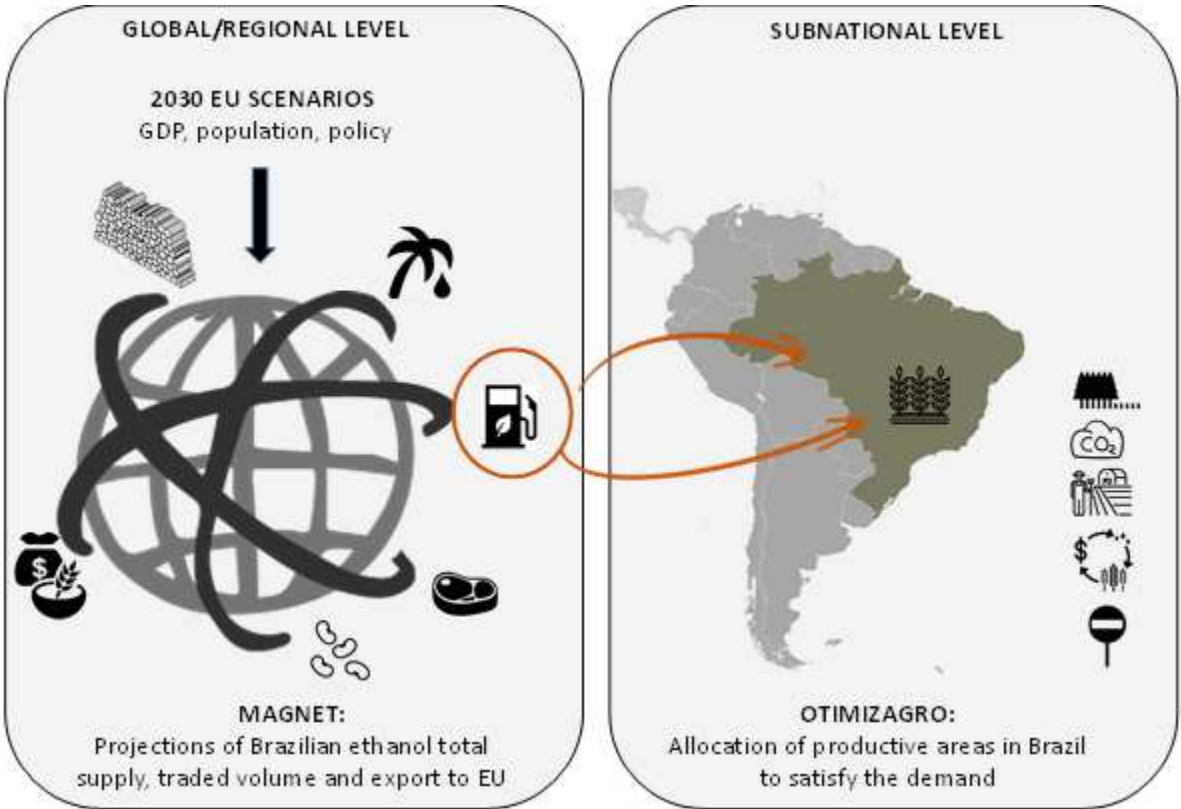 GLOBAL/REGIONAL LEVEL
2030 EU SCENARIOS
GDP, population, policy
$
MAGNET:
Projections of Brazilian ethanol total
supply, traded volume and export to EU
SUBNATIONAL LEVEL
CO₂
$
OTIMIZAGRO:
Allocation of productive areas in Brazil
to satisfy the demand